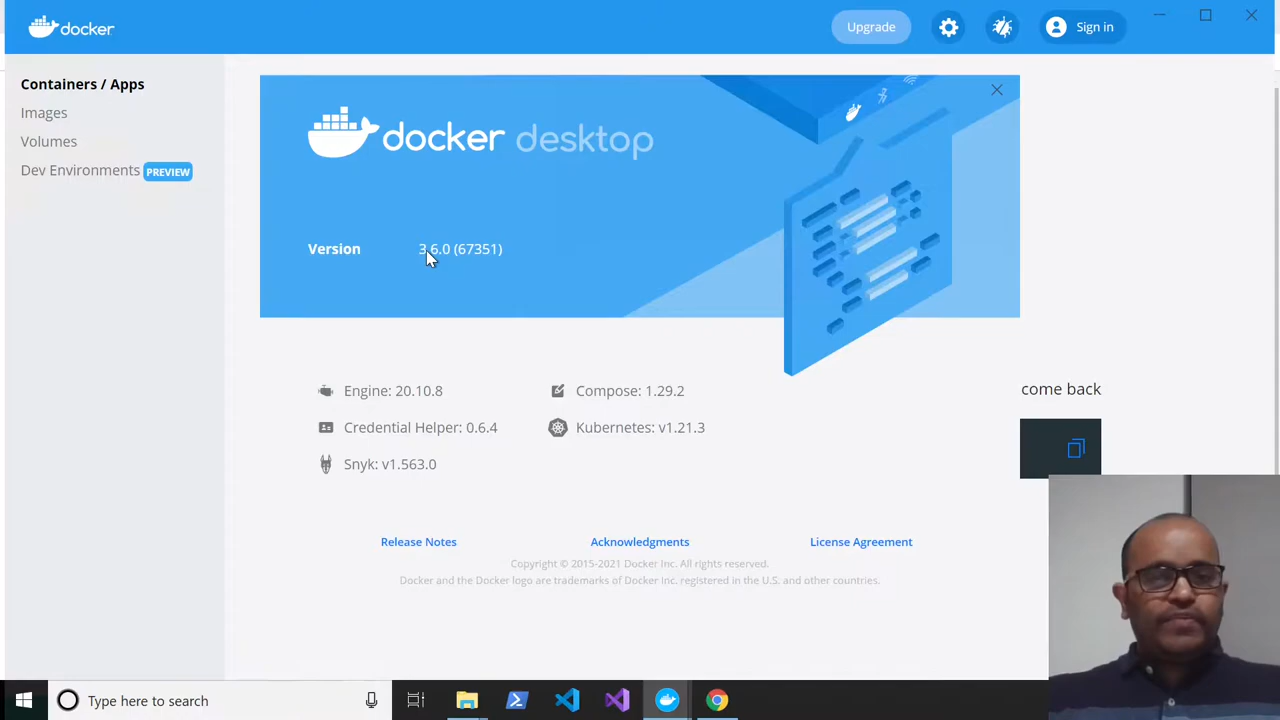 docker
Upgrade
Sign in
Containers / Apps
Images
Volumes
Dev Environments PREVIEW
docker desktop
Version 3.6.0 (67351)
Engine: 20.10.8
Compose: 1.29.2
come back
Credential Helper: 0.6.4
Kubernetes: v1.21.3
Snyk: v1.563.0
Release Notes
Acknowledgments
License Agreement
Copyright © 2015-2021 Docker Inc. All rights reserved.
Docker and the Docker logo are trademarks of Docker Inc. registered in the U.S. and other countries.
Type here to search